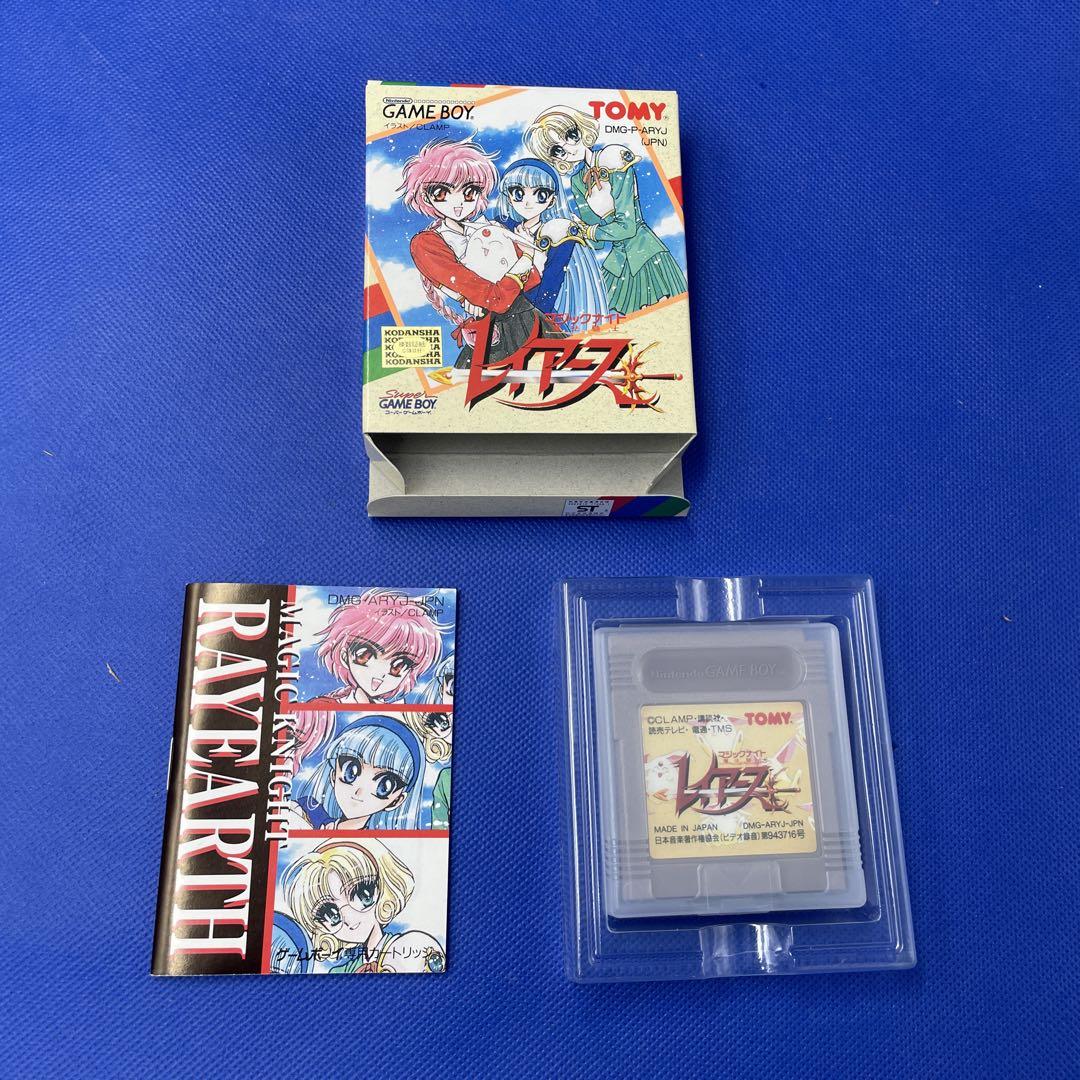 Nintendo
GAME BOY
イラスト/CLAMP
TOMY
DMG-P-ARYJ
(JPN)
マジックナイト
レイアース
KODANSHA
KODANSHA
KODANSHA
KODANSHA
Super
GAME BOY
スーパーゲームボーイ
ST
MAGIC KNIGHT
RAYEARTH
DMG-ARYJ-JPN
イラスト/CLAMP
ゲームボーイ専用カートリッジ
Nintendo GAME BOY
©CLAMP・講談社・
読売テレビ・電通・TMS
TOMY
マジックナイト
レイアース
MADE IN JAPAN DMG-ARYJ-JPN
日本音楽著作権協会(ビデオ録音)第943716号